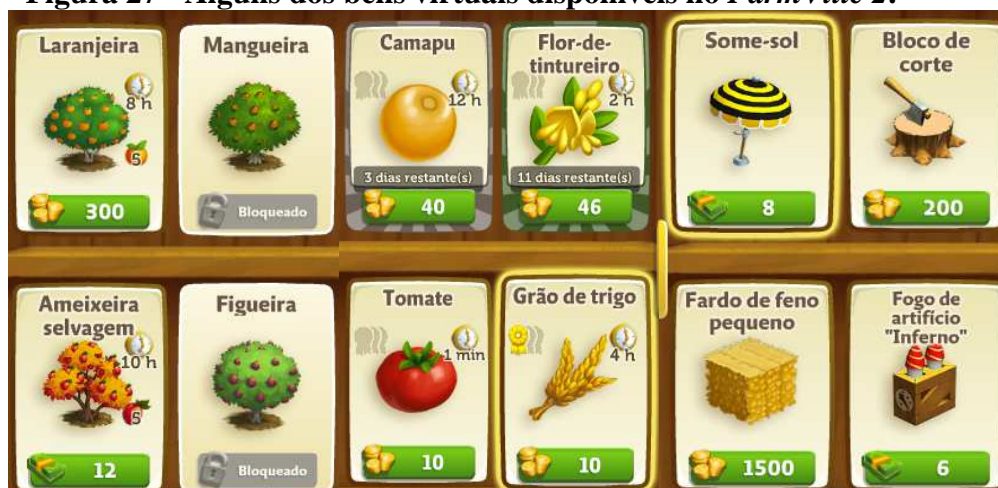 Figura 27 - Alguns dos bens virtuais disponíveis no FarmVille 2.
Laranjeira
8 h
5
300
Mangueira
Bloqueado
Camapu
12 h
3 dias restante(s)
40
Flor-de-
tintureiro
2 h
11 dias restante(s)
46
Some-sol
8
Bloco de
corte
200
Ameixeira
selvagem
10 h
5
12
Figueira
Bloqueado
Tomate
1 min
10
Grão de trigo
4 h
10
Fardo de feno
pequeno
1500
Fogo de
artifício
"Inferno"
6